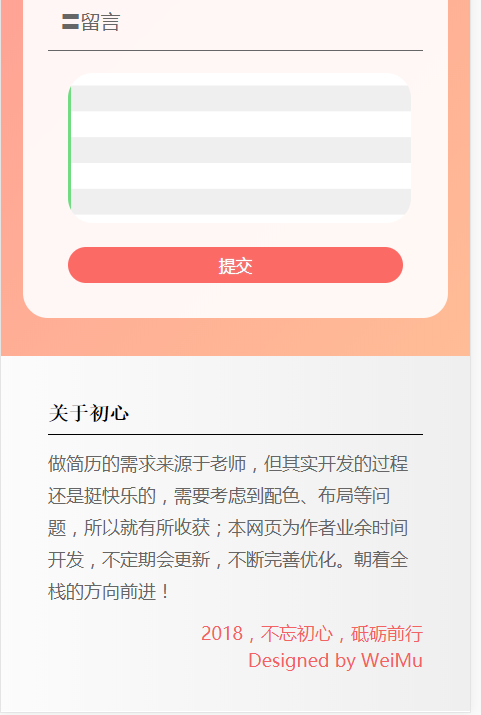 〓留言
提交
关于初心
做简历的需求来源于老师，但其实开发的过程
还是挺快乐的，需要考虑到配色、布局等问
题，所以就有所收获；本网页为作者业余时间
开发，不定期会更新，不断完善优化。朝着全
栈的方向前进！
2018，不忘初心，砥砺前行
Designed by WeiMu